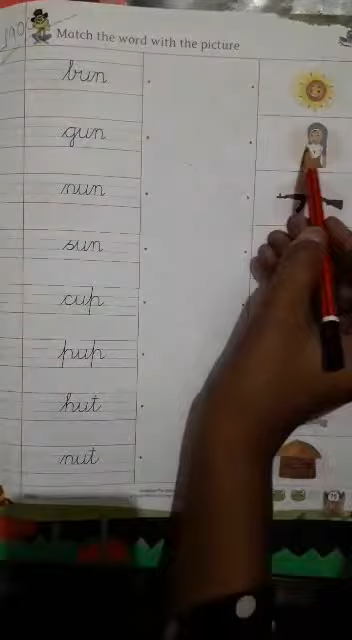 Match the word with the picture
bun
gun
nun
sun
cup
pup
hut
nut